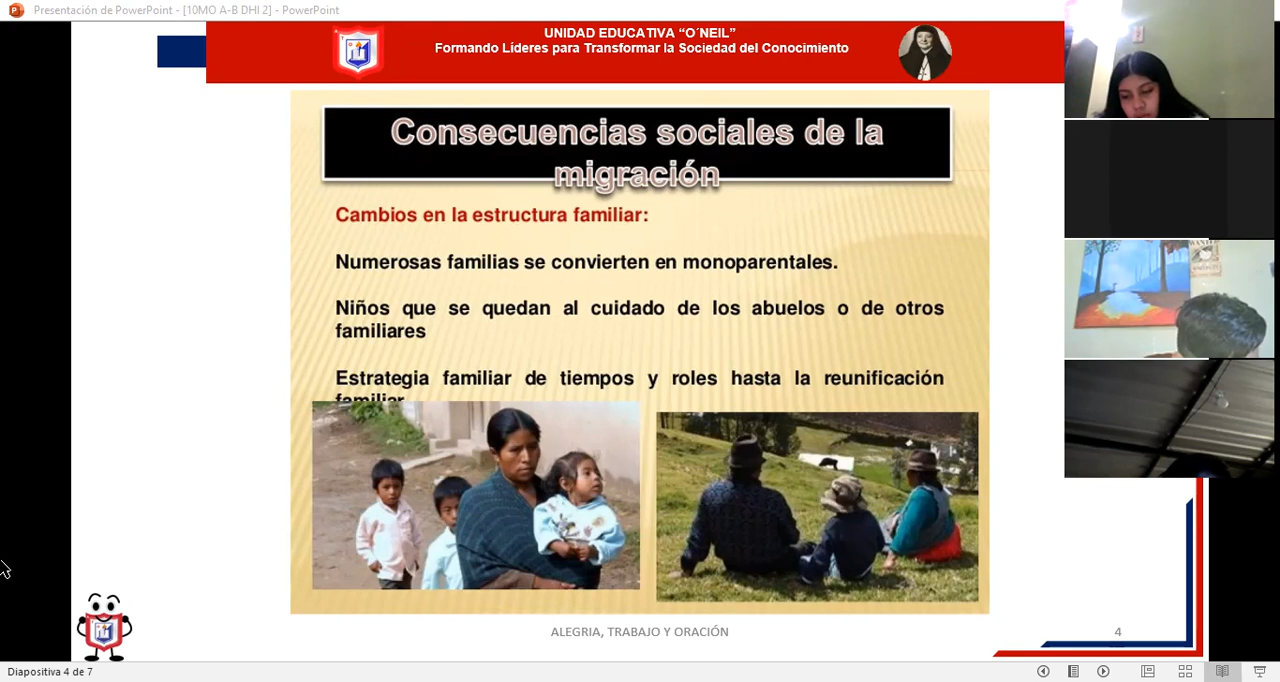 Presentación de PowerPoint - [10MO A-B DHI 2] - PowerPoint
UNIDAD EDUCATIVA “O´NEIL”
Formando Líderes para Transformar la Sociedad del Conocimiento
Consecuencias sociales de la
migración
Cambios en la estructura familiar:
Numerosas familias se convierten en monoparentales.
Niños que se quedan al cuidado de los abuelos o de otros
familiares
Estrategia familiar de tiempos y roles hasta la reunificación
familiar
ALEGRIA, TRABAJO Y ORACIÓN
4
Diapositiva 4 de 7
WANTED